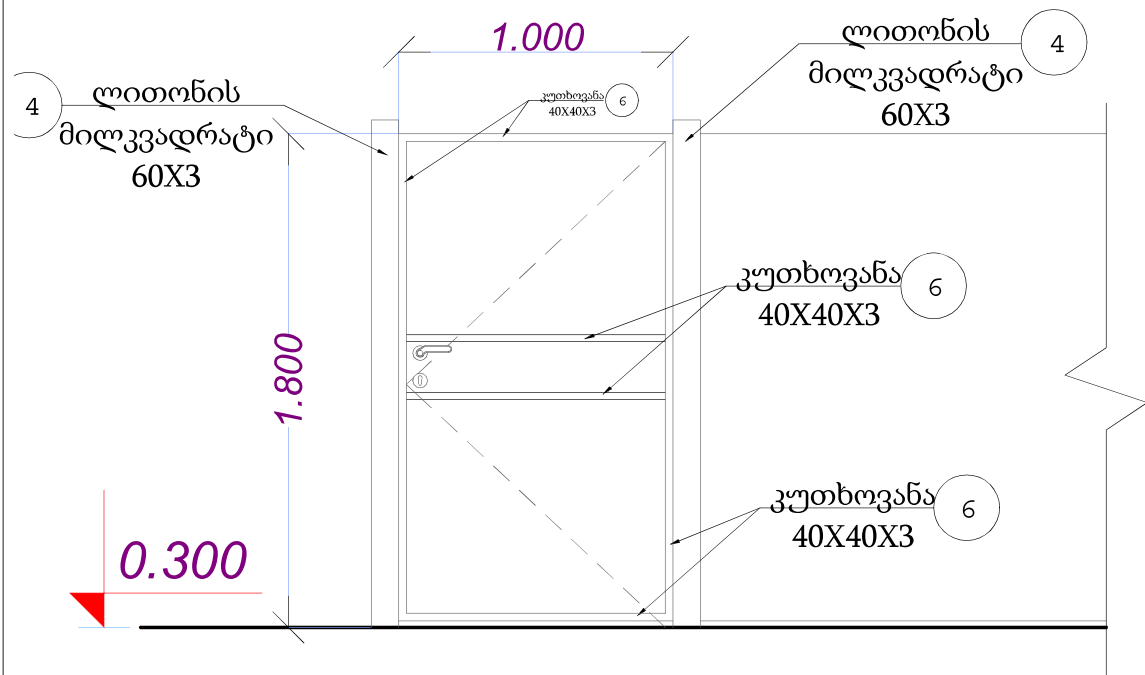 1.000
ლითონის
მილკვადრატი
60X3
4
4
ლითონის
მილკვადრატი
60X3
კუთხოვანა
40X40X3
6
1.800
კუთხოვანა
40X40X3
6
კუთხოვანა
40X40X3
6
0.300